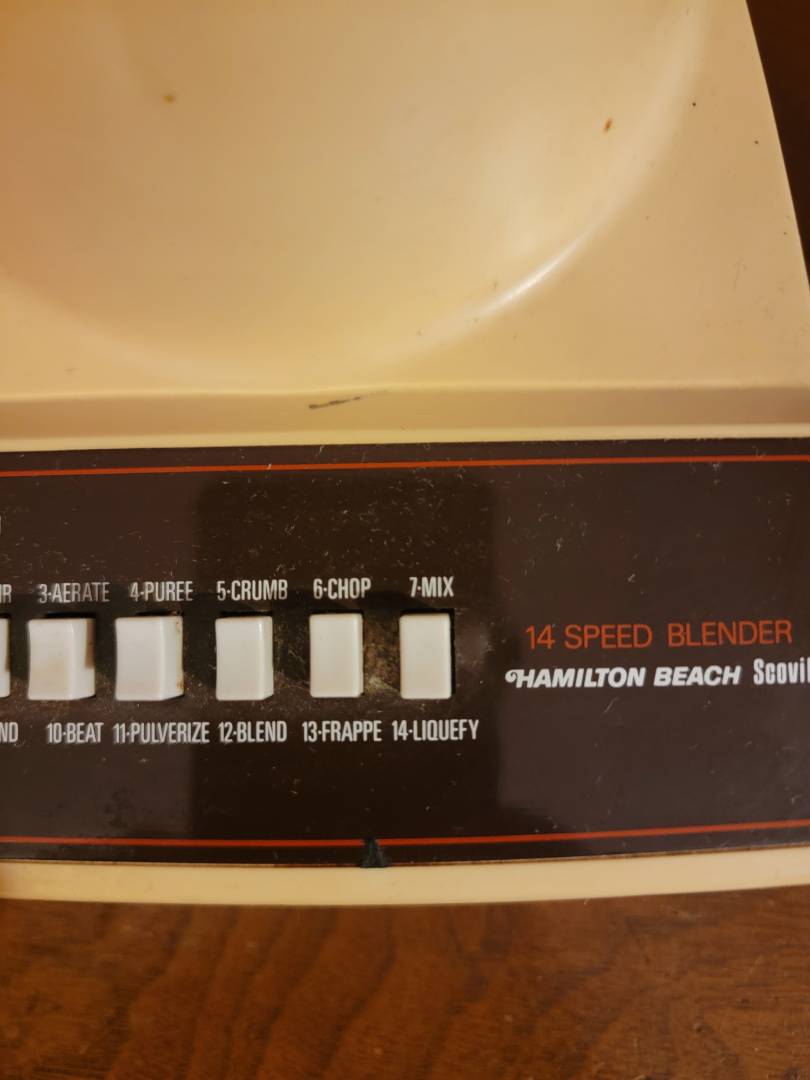 3·AERATE 4·PUREE 5·CRUMB 6·CHOP 7·MIX
14 SPEED BLENDER
HAMILTON BEACH
10·BEAT 11·PULVERIZE 12·BLEND 13·FRAPPE 14·LIQUEFY